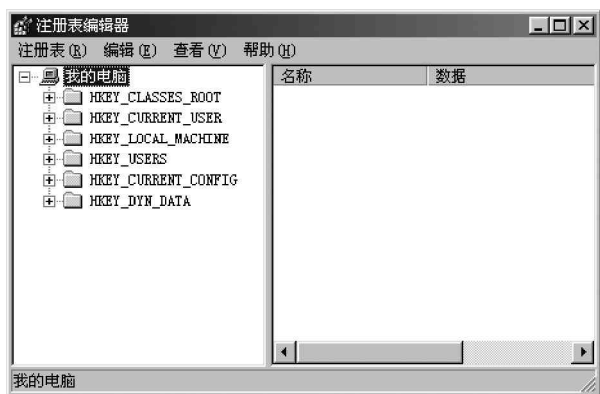 注册表编辑器
注册表(R) 编辑(E) 查看(V) 帮助(H)
我的电脑
HKEY_CLASSES_ROOT
HKEY_CURRENT_USER
HKEY_LOCAL_MACHINE
HKEY_USERS
HKEY_CURRENT_CONFIG
HKEY_DYN_DATA
名称 数据
我的电脑